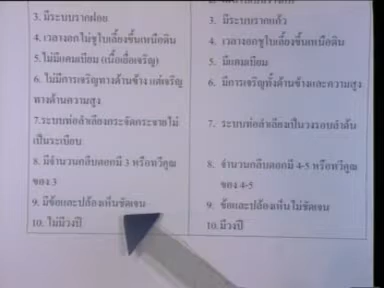 3. มีระบบรากฝอย
4. เวลางอกไม่ชูใบเลี้ยงขึ้นเหนือดิน
5.ไม่มีแคมเบียม (เนื้อเยื่อเจริญ)
6. ไม่มีการเจริญทางด้านข้าง แต่เจริญ
ทางด้านความสูง
7.ระบบท่อลำเลียงกระจัดกระจายไม่
เป็นระเบียบ
8. มีจำนวนกลีบดอกมี 3 หรือทวีคูณ
ของ 3
9. มีข้อและปล้องเห็นชัดเจน
10. ไม่มีวงปี
3. มีระบบรากแก้ว
4. เวลางอกชูใบเลี้ยงขึ้นเหนือดิน
5. มีแคมเบียม
6. มีการเจริญทั้งด้านข้างและความสูง
7. ระบบท่อลำเลียงเป็นวงรอบลำต้น
8. จำนวนกลีบดอกมี 4-5 หรือทวีคูณ
ของ 4-5
9. ข้อและปล้องเห็นไม่ชัดเจน
10.มีวงปี